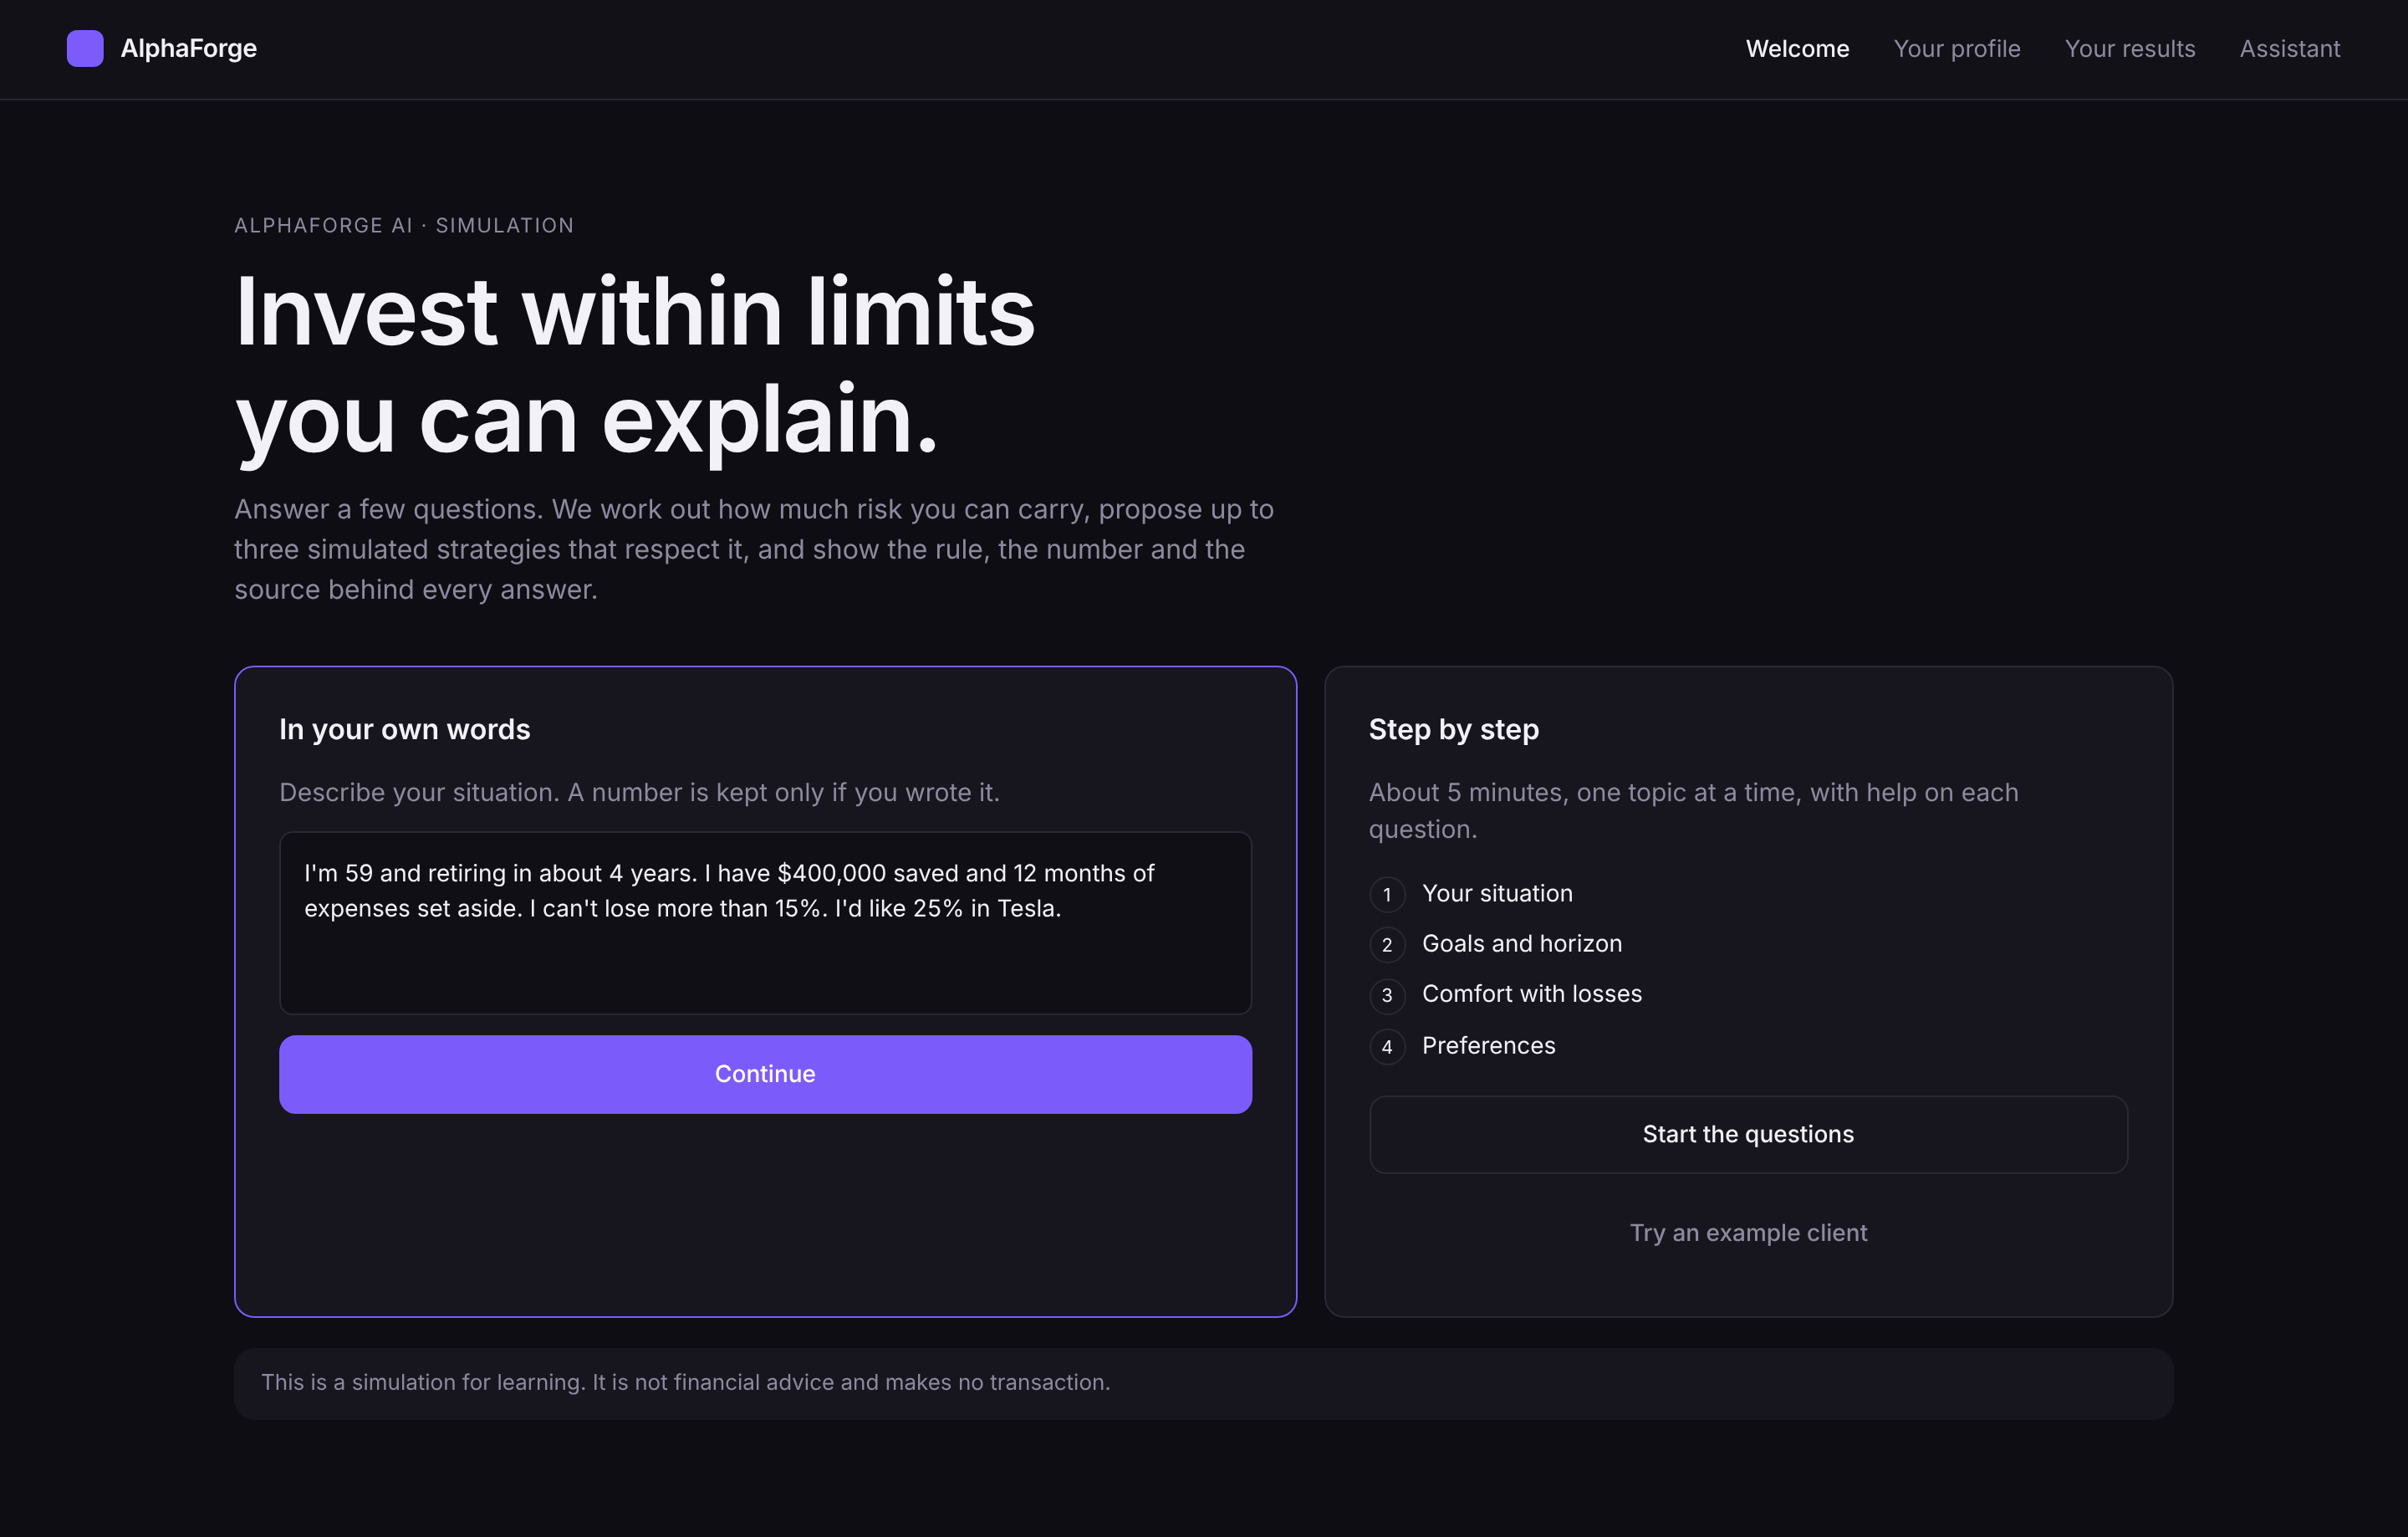 AlphaForge
Welcome
Your profile
Your results
Assistant
ALPHAFORGE AI · SIMULATION
Invest within limits
you can explain.
Answer a few questions. We work out how much risk you can carry, propose up to
three simulated strategies that respect it, and show the rule, the number and the
source behind every answer.
In your own words
Describe your situation. A number is kept only if you wrote it.
I'm 59 and retiring in about 4 years. I have $400,000 saved and 12 months of
expenses set aside. I can't lose more than 15%. I'd like 25% in Tesla.
Continue
Step by step
About 5 minutes, one topic at a time, with help on each
question.
1 Your situation
2 Goals and horizon
3 Comfort with losses
4 Preferences
Start the questions
Try an example client
This is a simulation for learning. It is not financial advice and makes no transaction.